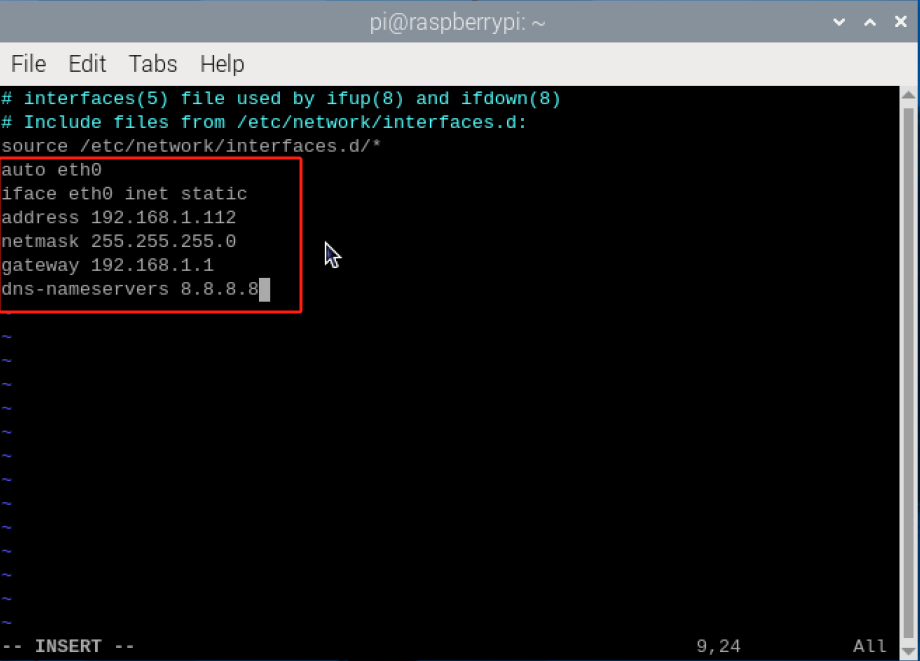 pi@raspberrypi: ~
File Edit Tabs Help
# interfaces(5) file used by ifup(8) and ifdown(8)
# Include files from /etc/network/interfaces.d:
source /etc/network/interfaces.d/*
auto eth0
iface eth0 inet static
address 192.168.1.112
netmask 255.255.255.0
gateway 192.168.1.1
dns-nameservers 8.8.8.8
~
~
~
~
~
~
~
~
~
~
~
~
~
~
-- INSERT -- 9,24 All